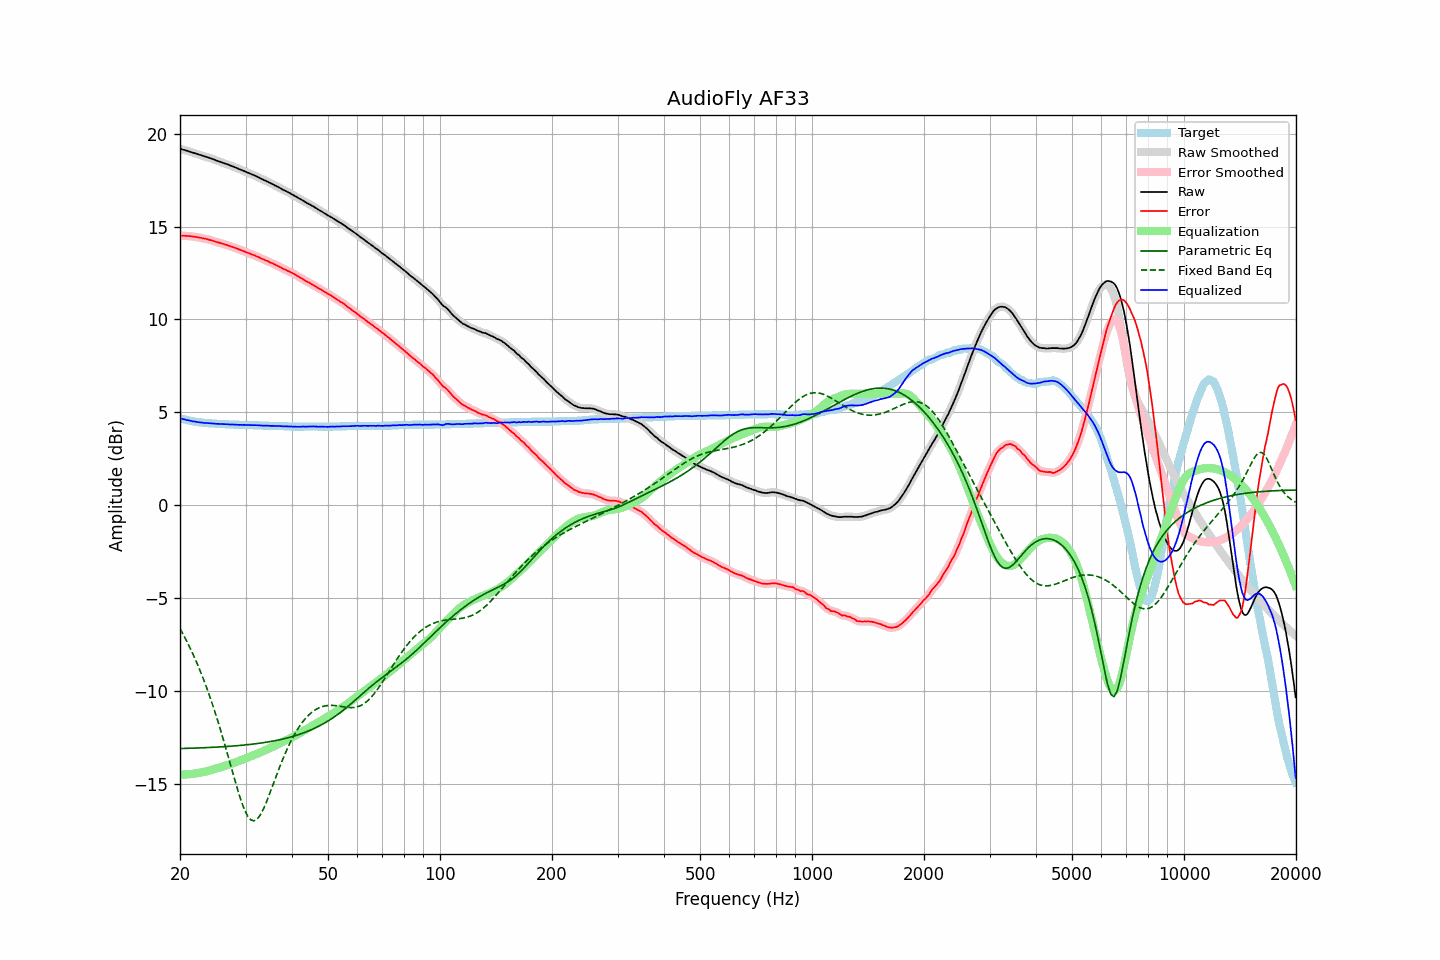 AudioFly AF33
Amplitude (dBr)
20
15
10
5
0
−5
−10
−15
Target
Raw Smoothed
Error Smoothed
Raw
Error
Equalization
Parametric Eq
Fixed Band Eq
Equalized
20 50 100 200 500 1000 2000 5000 10000 20000
Frequency (Hz)